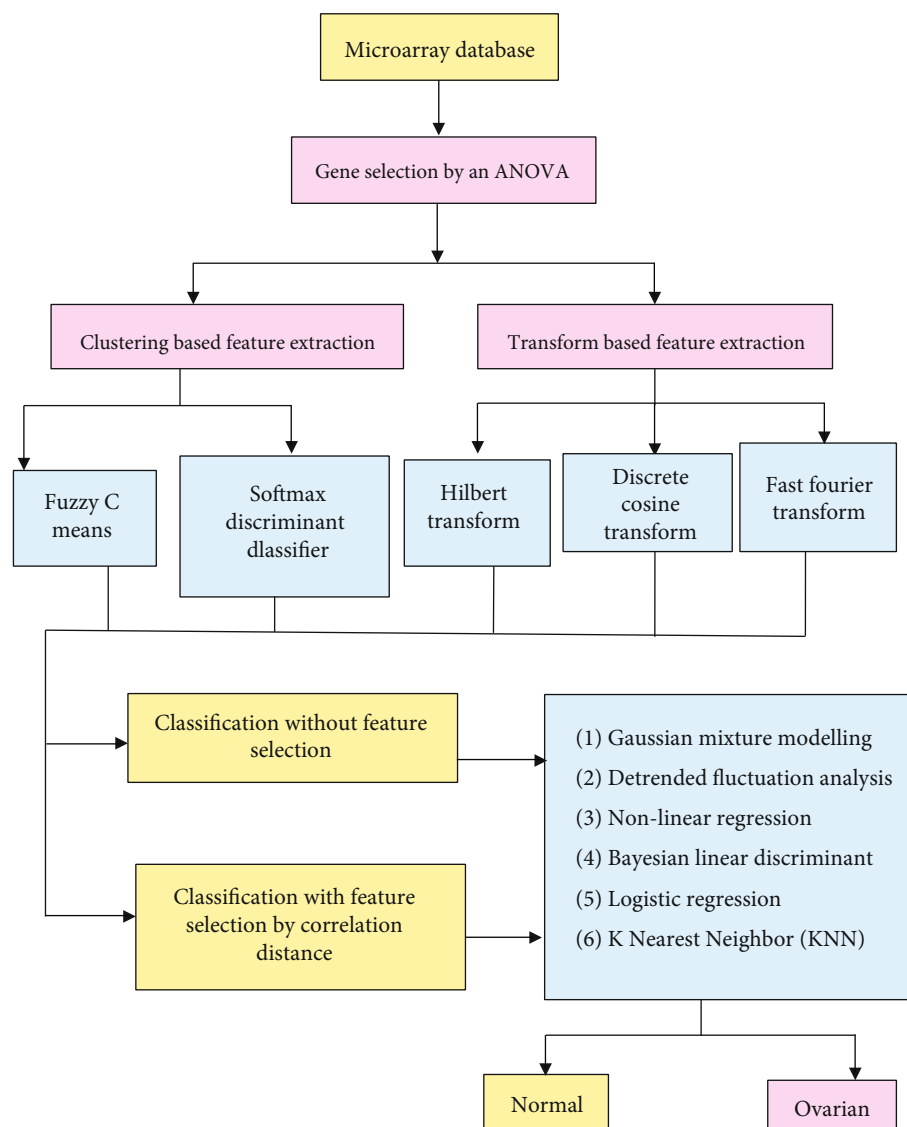 Microarray database
Gene selection by an ANOVA
Clustering based feature extraction
Transform based feature extraction
Fuzzy C
means
Softmax
discriminant
dlassifier
Hilbert
transform
Discrete
cosine
transform
Fast fourier
transform
Classification without feature
selection
Classification with feature
selection by correlation
distance
(1) Gaussian mixture modelling
(2) Detrended fluctuation analysis
(3) Non-linear regression
(4) Bayesian linear discriminant
(5) Logistic regression
(6) K Nearest Neighbor (KNN)
Normal
Ovarian